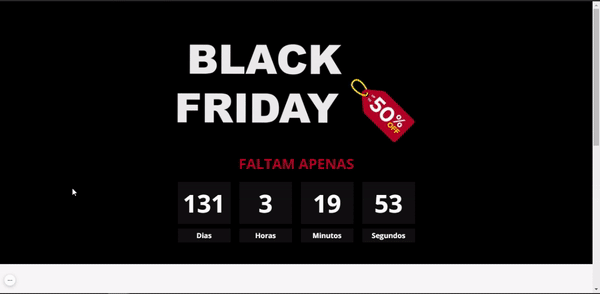 BLACK
FRIDAY
-50%
OFF
FALTAM APENAS
131 3 19 53
Dias Horas Minutos Segundos